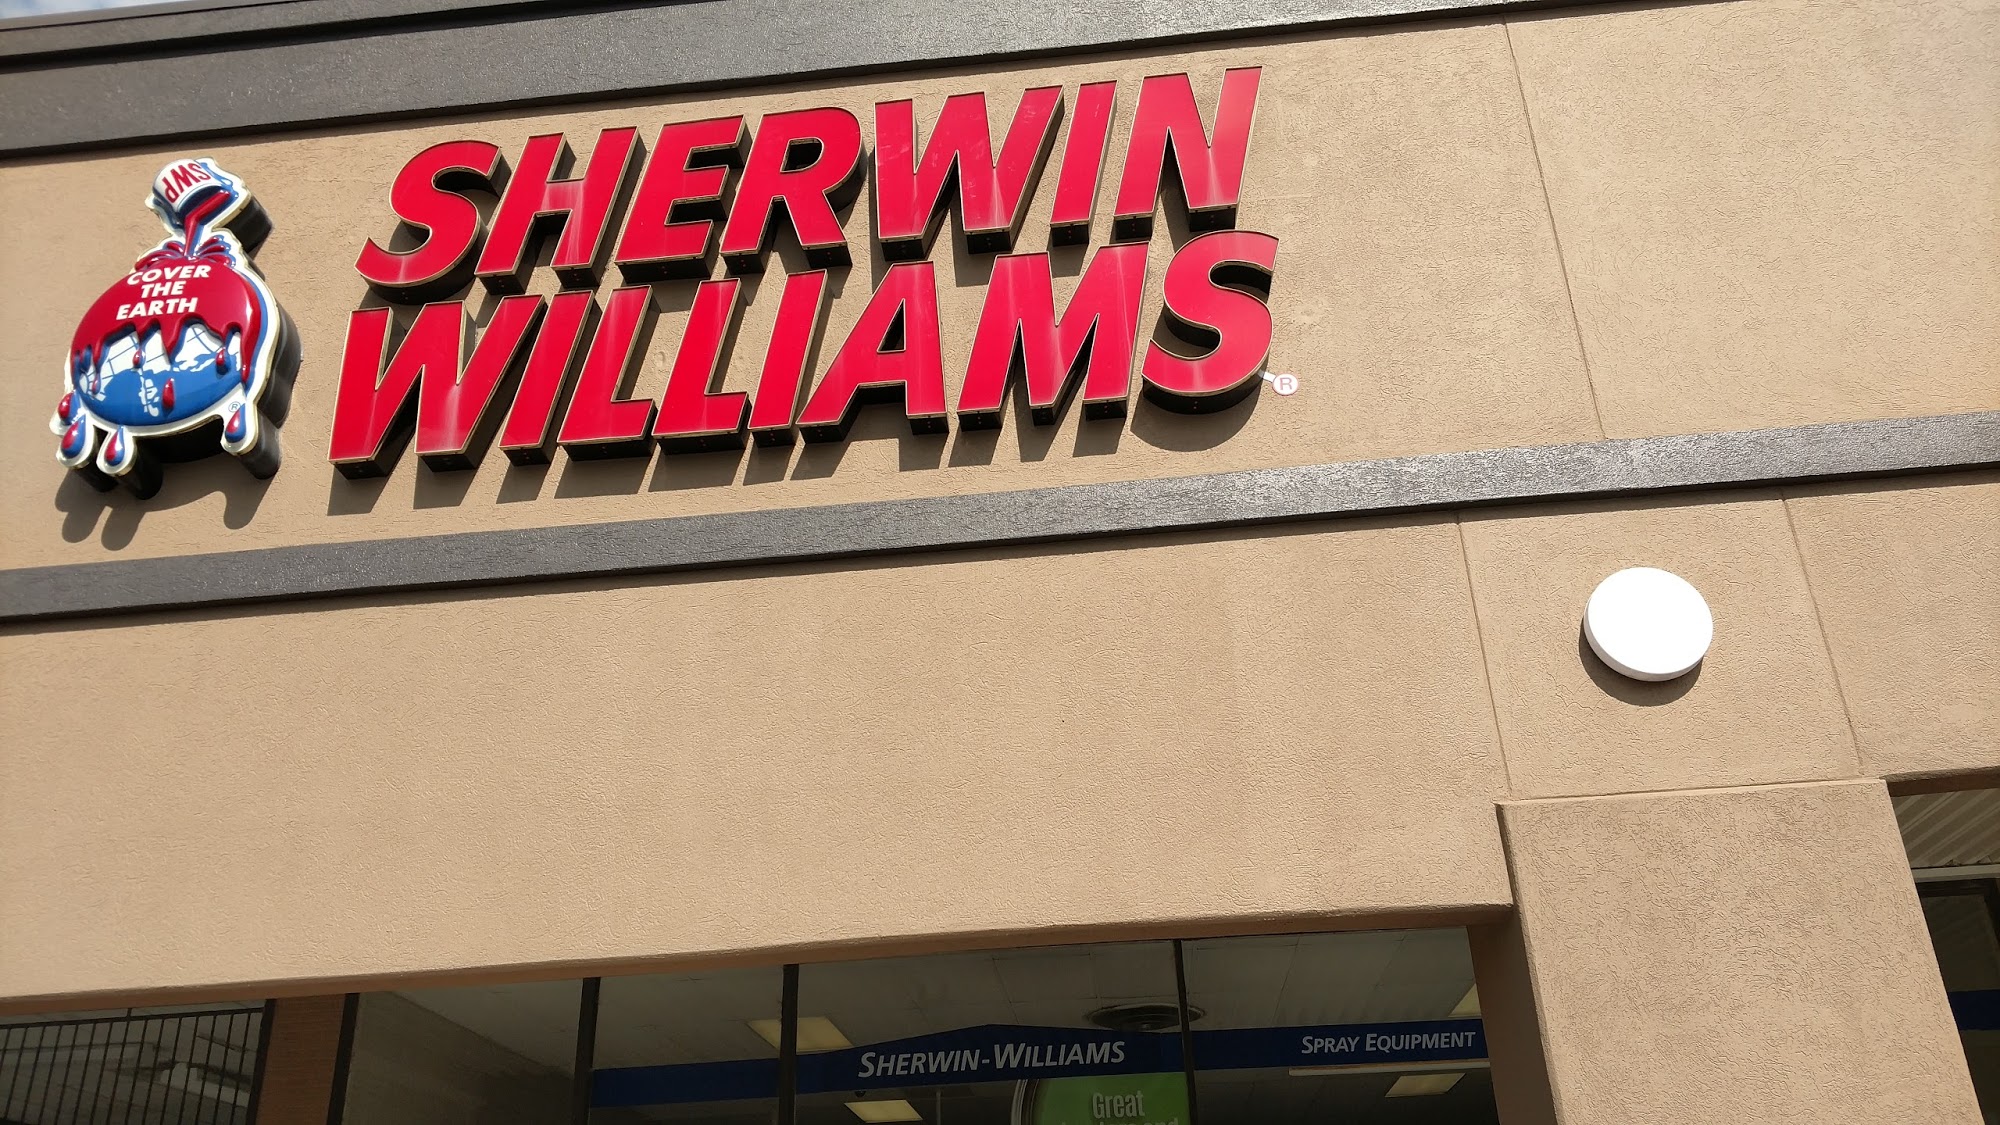 SWP
COVER
THE
EARTH
SHERWIN
WILLIAMS®
SHERWIN-WILLIAMS
SPRAY EQUIPMENT
Great